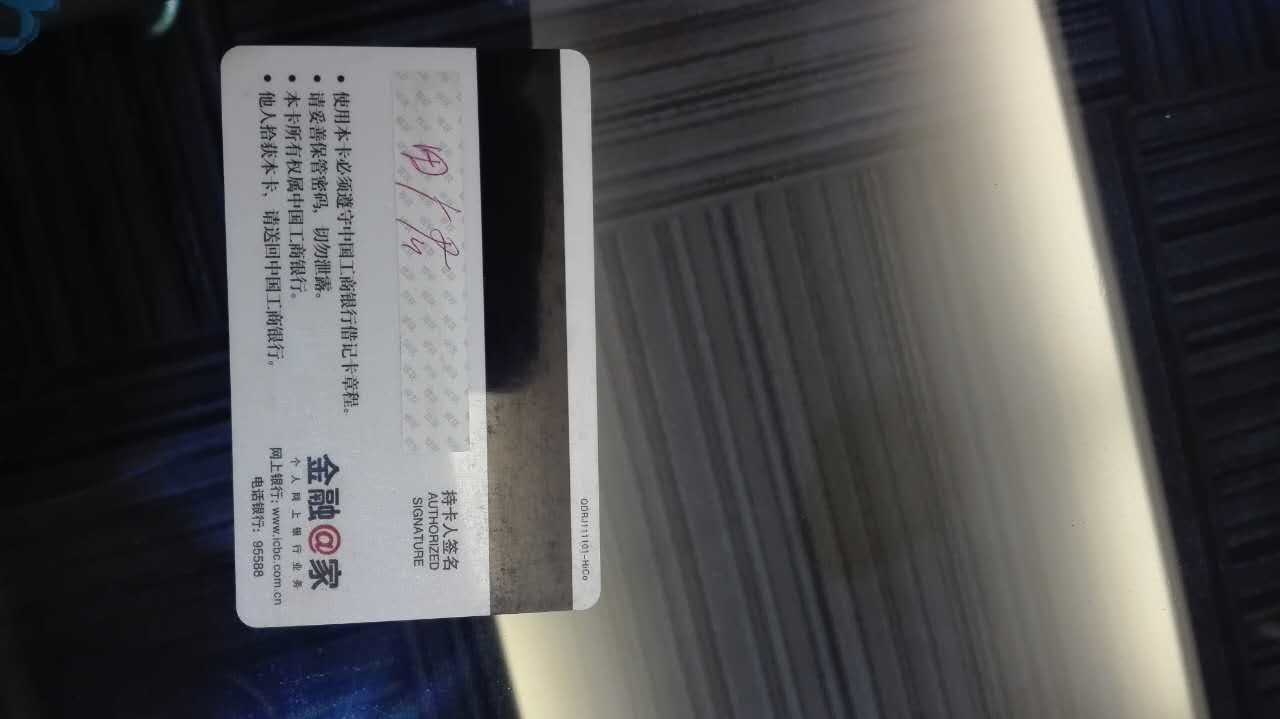 QDRJ111101-HiCo
持卡人签名
AUTHORIZED
SIGNATURE
• 使用本卡必须遵守中国工商银行借记卡章程。
• 请妥善保管密码,切勿泄露。
• 本卡所有权属中国工商银行。
• 他人拾获本卡,请送回中国工商银行。
金融@家
个人网上银行业务
网上银行:www.icbc.com.cn
电话银行:95588